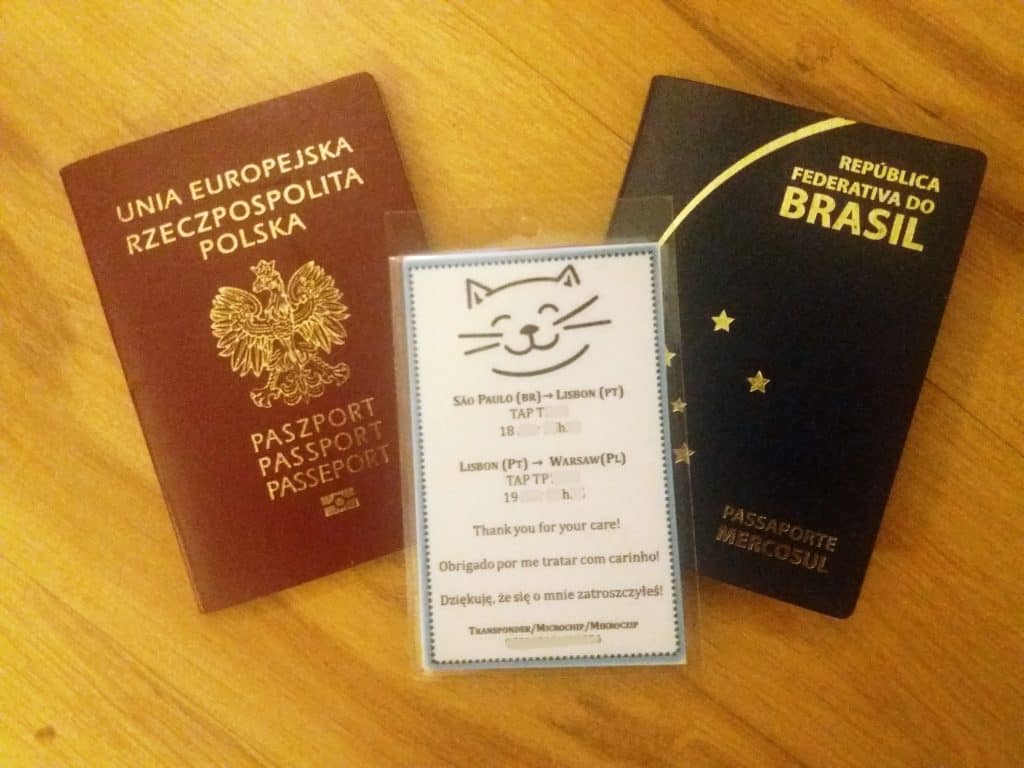 UNIA EUROPEJSKA
RZECZPOSPOLITA
POLSKA
PASZPORT
PASSPORT
PASSEPORT
SÃO PAULO (BR) → LISBON (PT)
TAP T
18 h
LISBON (PT) → WARSAW(PL)
TAP TP
19 h
Thank you for your care!
Obrigado por me tratar com carinho!
Dziękuję, że się o mnie zatroszczyłeś!
TRANSPONDER/MICROCHIP/MIKROCZIP
REPÚBLICA
FEDERATIVA DO
BRASIL
PASSAPORTE
MERCOSUL